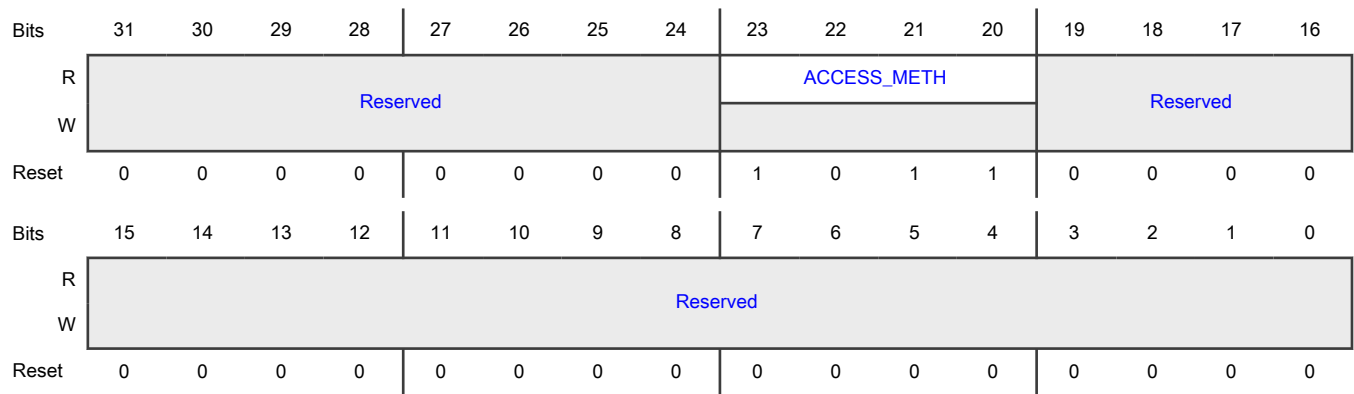 Bits 31 30 29 28 27 26 25 24 23 22 21 20 19 18 17 16
R ACCESS_METH
Reserved Reserved
W
Reset 0 0 0 0 0 0 0 0 1 0 1 1 0 0 0 0
Bits 15 14 13 12 11 10 9 8 7 6 5 4 3 2 1 0
R
Reserved
W
Reset 0 0 0 0 0 0 0 0 0 0 0 0 0 0 0 0